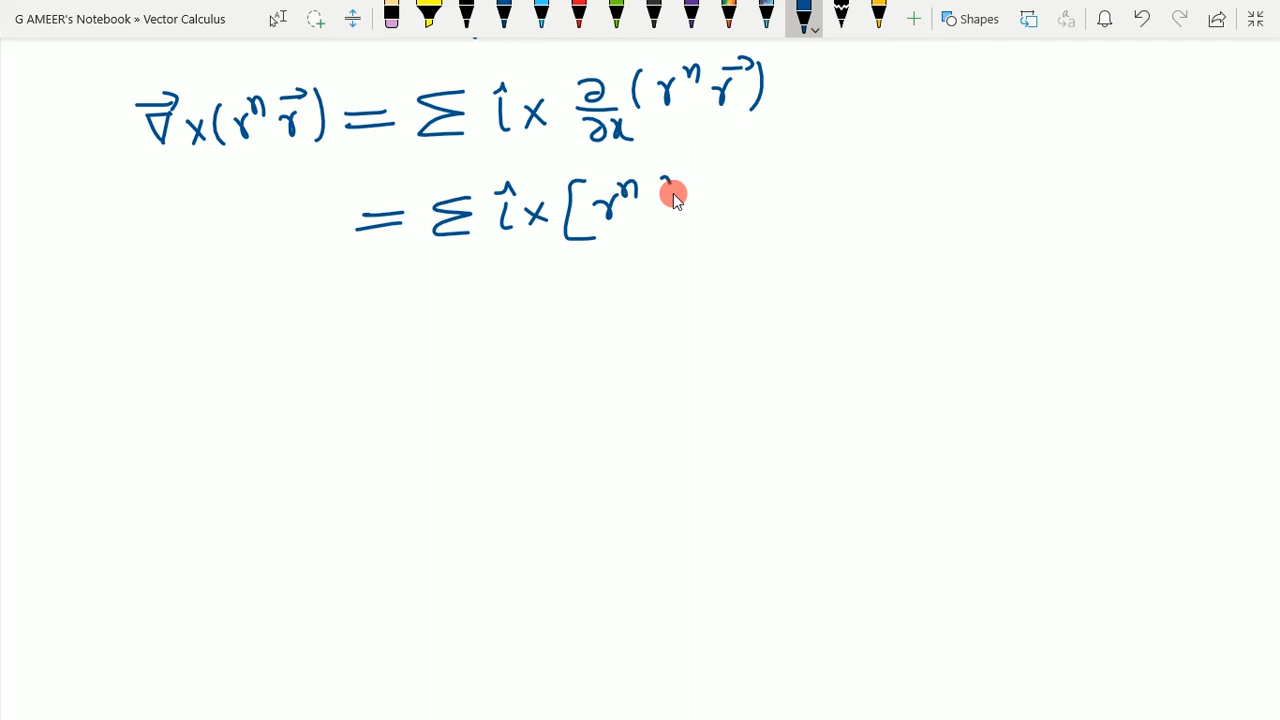 G AMEER's Notebook » Vector Calculus
Shapes
∇⃗ × (rⁿ r⃗) = Σ î × ∂/∂x (rⁿ r⃗)
= Σ î × [rⁿ